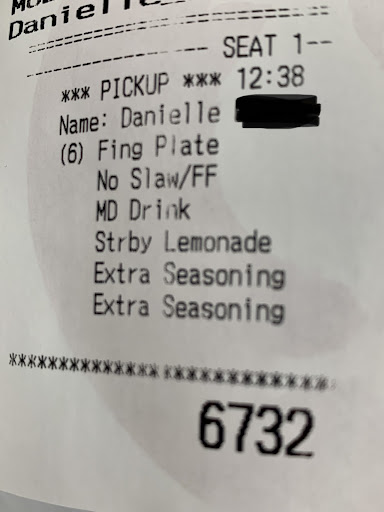 Danielle
SEAT 1--
*** PICKUP *** 12:38
Name: Danielle
(6) Fing Plate
No Slaw/FF
MD Drink
Strby Lemonade
Extra Seasoning
Extra Seasoning
6732